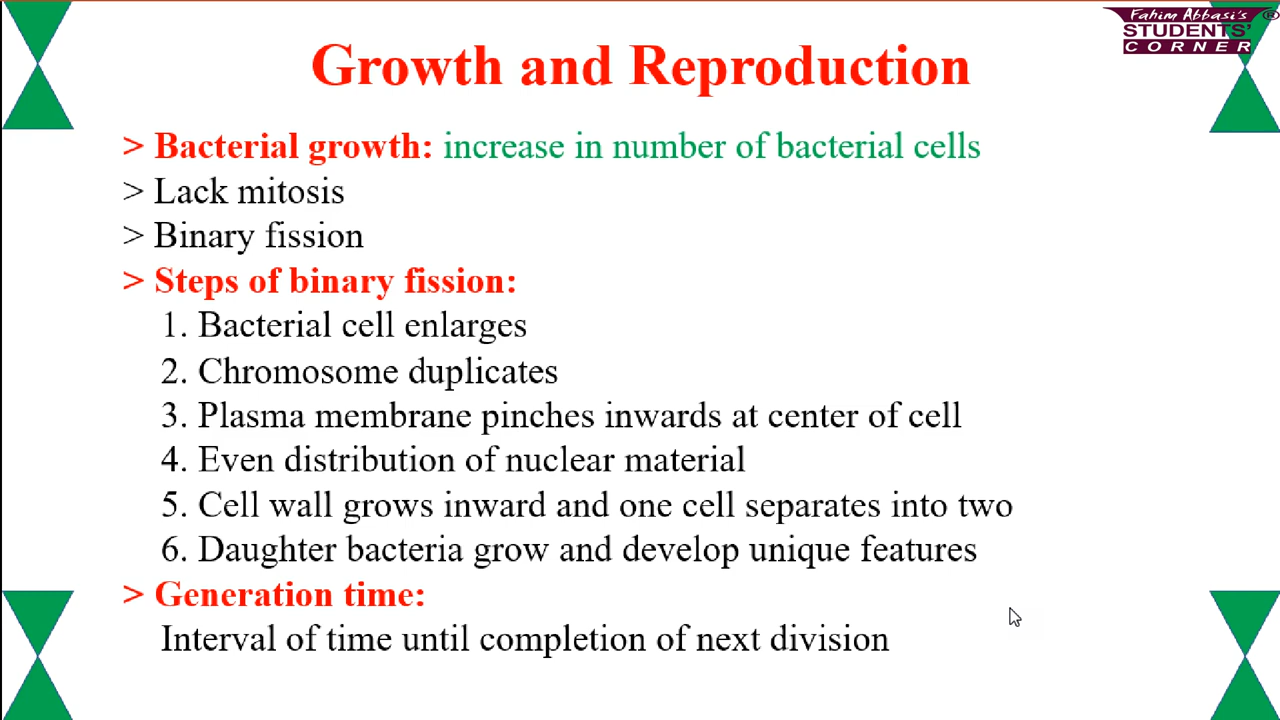 Fahim Abbasi's
STUDENTS'
CORNER
®
Growth and Reproduction
> Bacterial growth: increase in number of bacterial cells
> Lack mitosis
> Binary fission
> Steps of binary fission:
1. Bacterial cell enlarges
2. Chromosome duplicates
3. Plasma membrane pinches inwards at center of cell
4. Even distribution of nuclear material
5. Cell wall grows inward and one cell separates into two
6. Daughter bacteria grow and develop unique features
> Generation time:
Interval of time until completion of next division